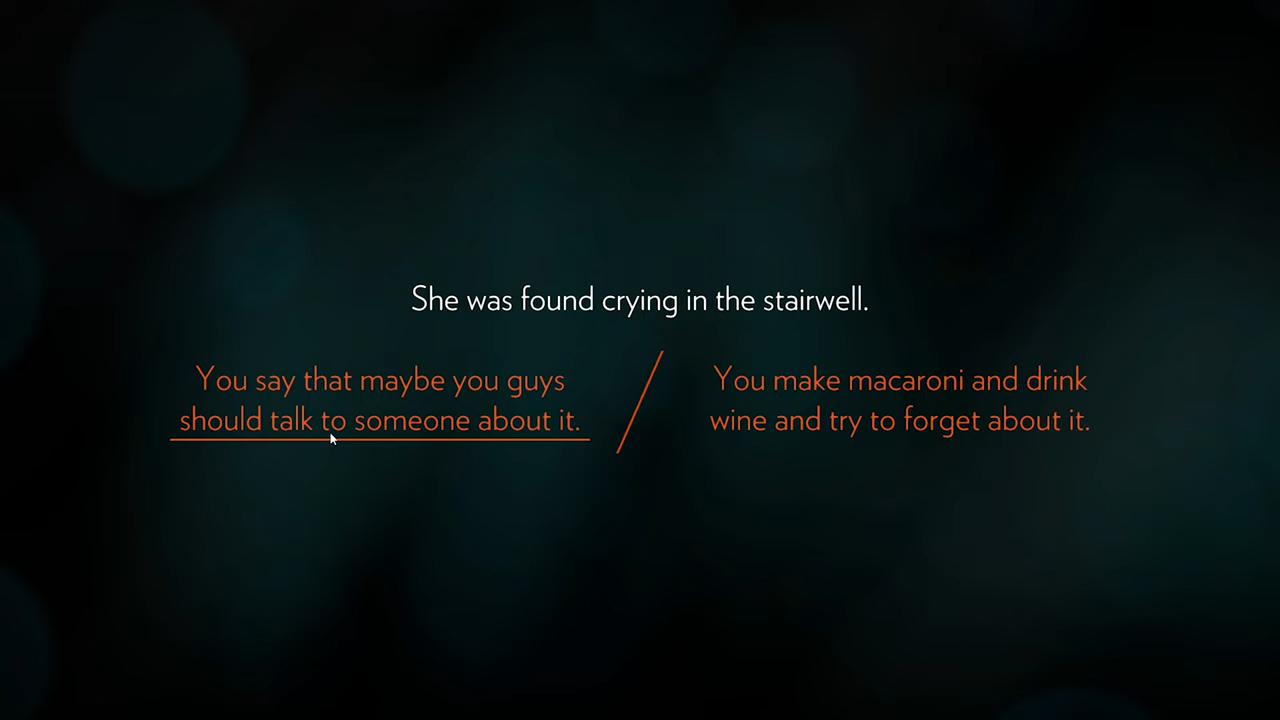 She was found crying in the stairwell.
You say that maybe you guys
should talk to someone about it.
You make macaroni and drink
wine and try to forget about it.